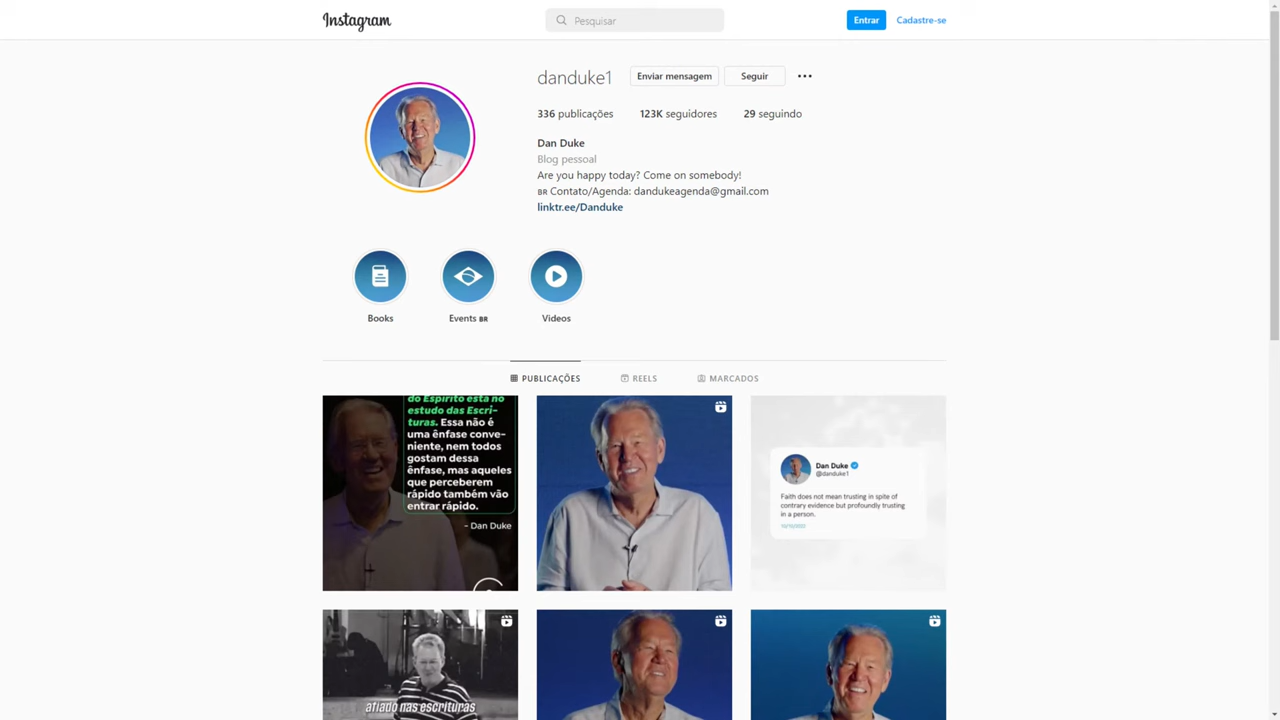 Instagram
Pesquisar
Entrar
Cadastre-se
danduke1
Enviar mensagem
Seguir
336 publicações
123K seguidores
29 seguindo
Dan Duke
Blog pessoal
Are you happy today? Come on somebody!
BR Contato/Agenda: dandukeagenda@gmail.com
linktr.ee/Danduke
Books
Events BR
Videos
PUBLICAÇÕES
REELS
MARCADOS
do Espírito está no
estudo das Escri-
turas. Essa não é
uma ênfase conve-
niente, nem todos
gostam dessa
ênfase, mas aqueles
que perceberem
rápido também vão
entrar rápido.
- Dan Duke
Dan Duke
@danduke1
Faith does not mean trusting in spite of
contrary evidence but profoundly trusting
in a person.
afiado nas escrituras